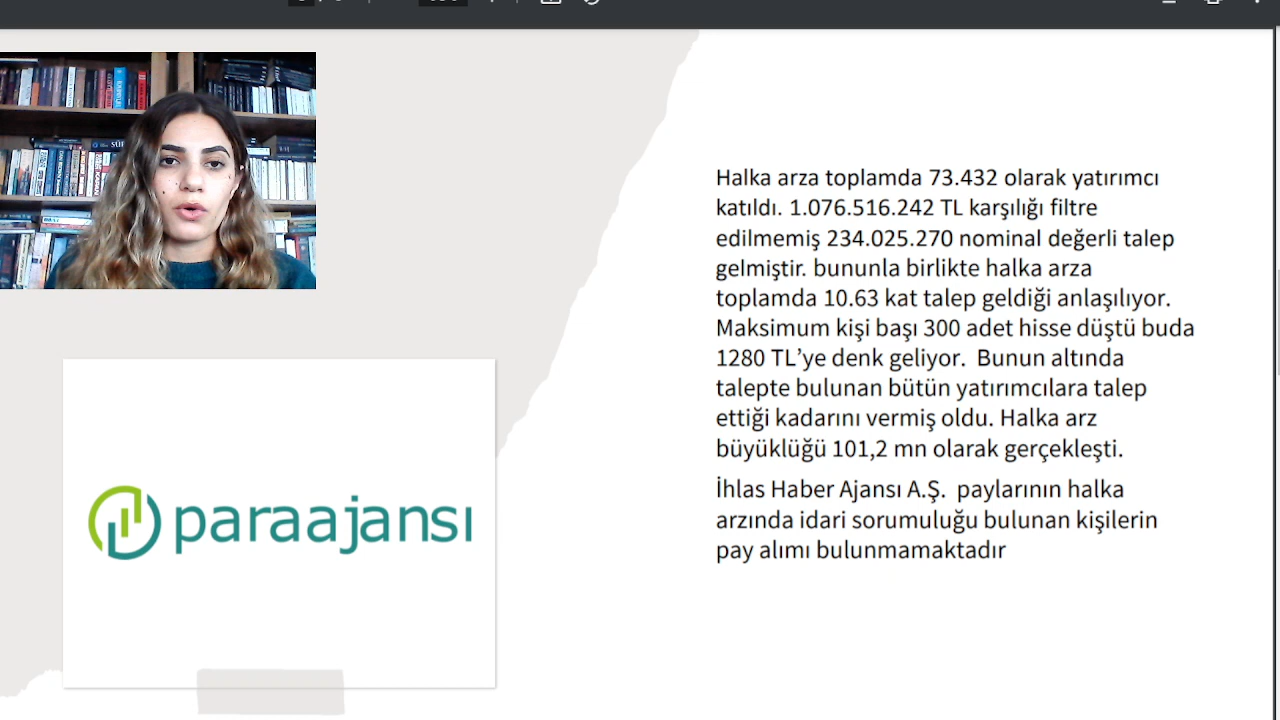 Halka arza toplamda 73.432 olarak yatırımcı
katıldı. 1.076.516.242 TL karşılığı filtre
edilmemiş 234.025.270 nominal değerli talep
gelmiştir. bununla birlikte halka arza
toplamda 10.63 kat talep geldiği anlaşılıyor.
Maksimum kişi başı 300 adet hisse düştü buda
1280 TL’ye denk geliyor.  Bunun altında
talepte bulunan bütün yatırımcılara talep
ettiği kadarını vermiş oldu. Halka arz
büyüklüğü 101,2 mn olarak gerçekleşti.
İhlas Haber Ajansı A.Ş.  paylarının halka
arzında idari sorumuluğu bulunan kişilerin
pay alımı bulunmamaktadır
paraajansı